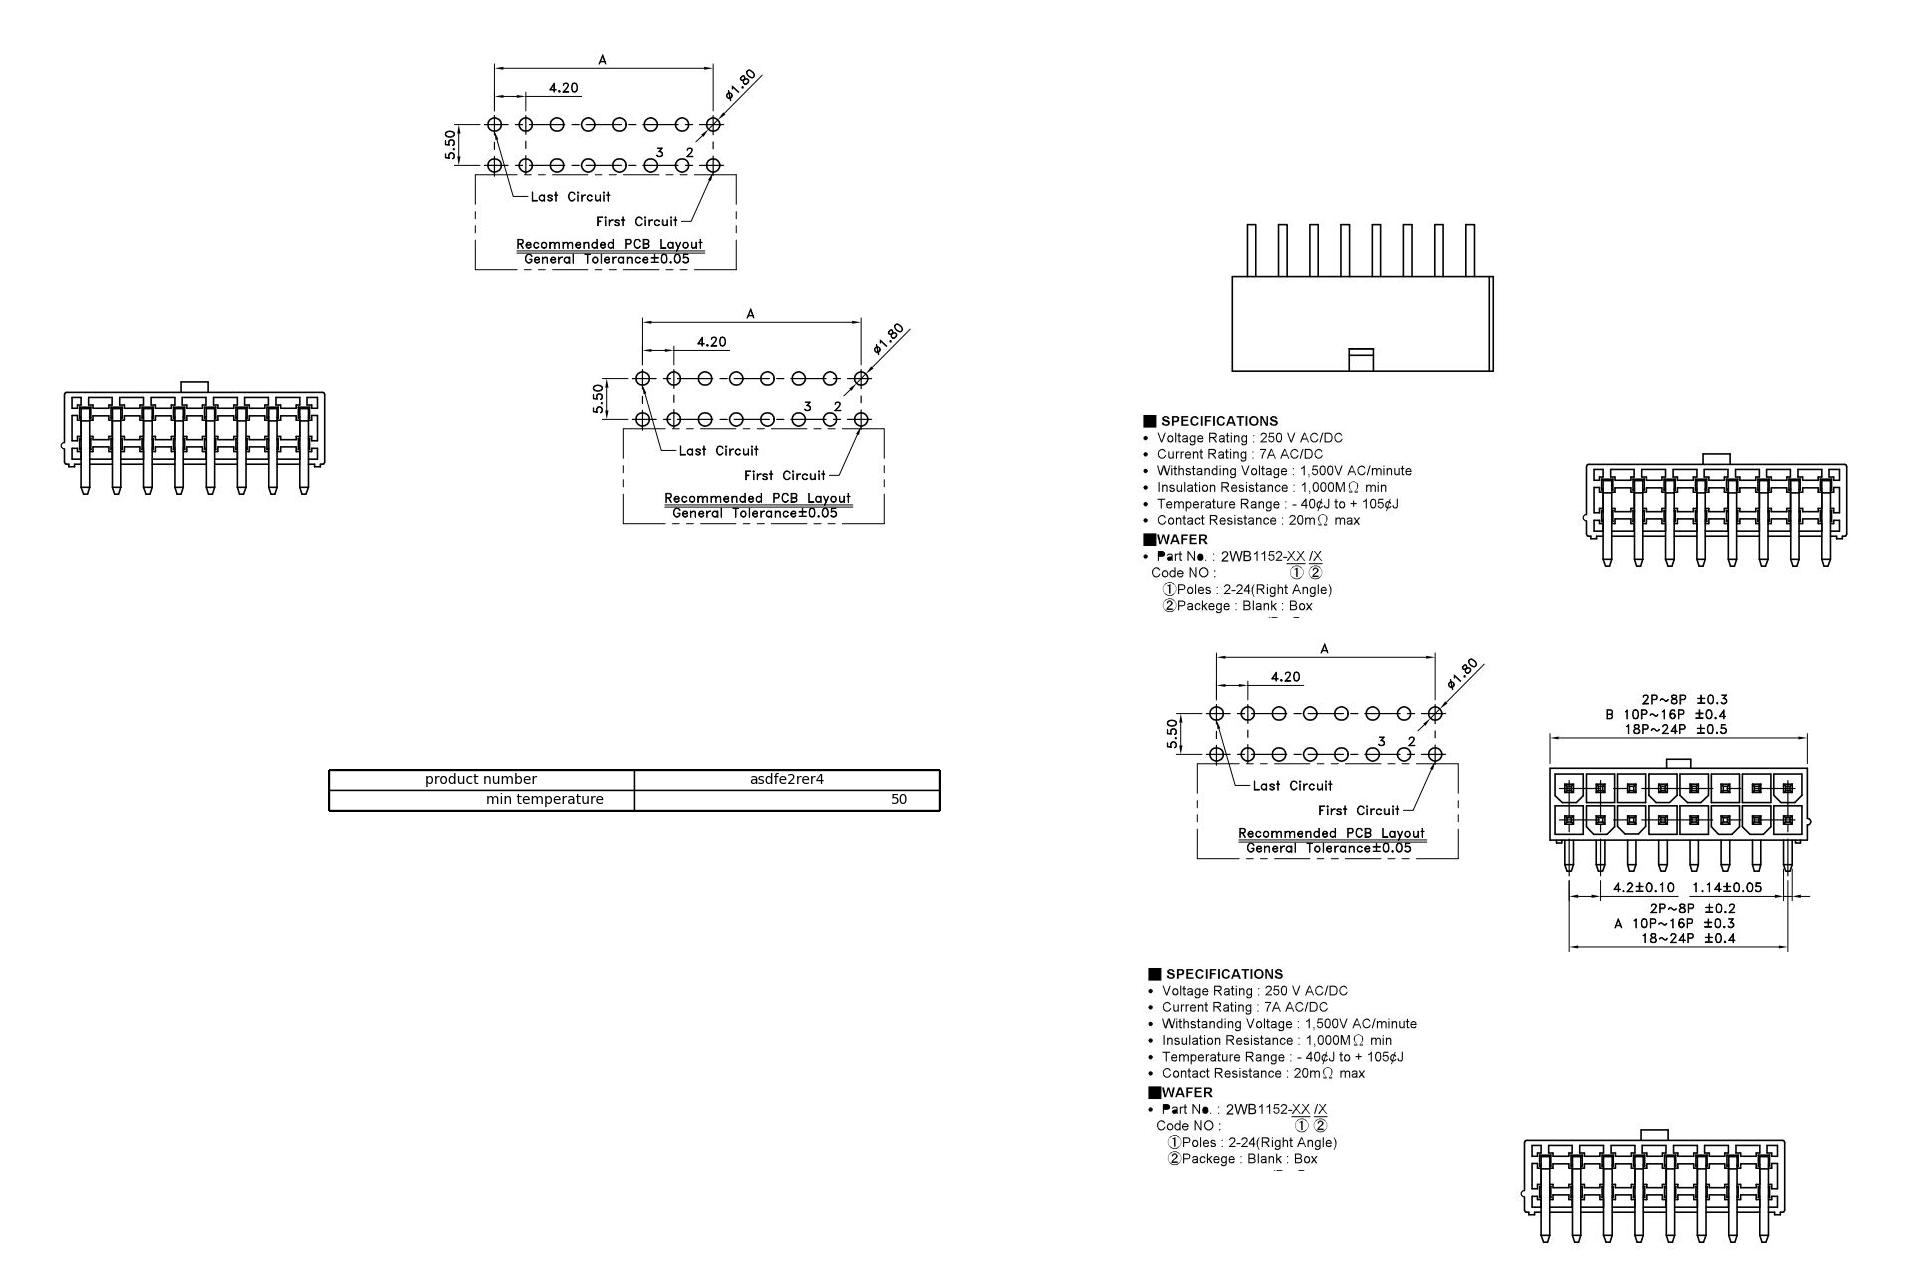 A
4.20
ø1.80
5.50
3 2
Last Circuit
First Circuit
Recommended PCB Layout
General Tolerance±0.05
A
4.20
ø1.80
5.50
3 2
Last Circuit
First Circuit
Recommended PCB Layout
General Tolerance±0.05
product number asdfe2rer4
min temperature 50
■ SPECIFICATIONS
• Voltage Rating : 250 V AC/DC
• Current Rating : 7A AC/DC
• Withstanding Voltage : 1,500V AC/minute
• Insulation Resistance : 1,000MΩ min
• Temperature Range : - 40¢J to + 105¢J
• Contact Resistance : 20mΩ max
■WAFER
• Part No. : 2WB1152-XX /X
Code NO : ① ②
①Poles : 2-24(Right Angle)
②Packege : Blank : Box
A
4.20
ø1.80
5.50
3 2
Last Circuit
First Circuit
Recommended PCB Layout
General Tolerance±0.05
2P~8P ±0.3
B 10P~16P ±0.4
18P~24P ±0.5
4.2±0.10 1.14±0.05
2P~8P ±0.2
A 10P~16P ±0.3
18~24P ±0.4
■ SPECIFICATIONS
• Voltage Rating : 250 V AC/DC
• Current Rating : 7A AC/DC
• Withstanding Voltage : 1,500V AC/minute
• Insulation Resistance : 1,000MΩ min
• Temperature Range : - 40¢J to + 105¢J
• Contact Resistance : 20mΩ max
■WAFER
• Part No. : 2WB1152-XX /X
Code NO : ① ②
①Poles : 2-24(Right Angle)
②Packege : Blank : Box